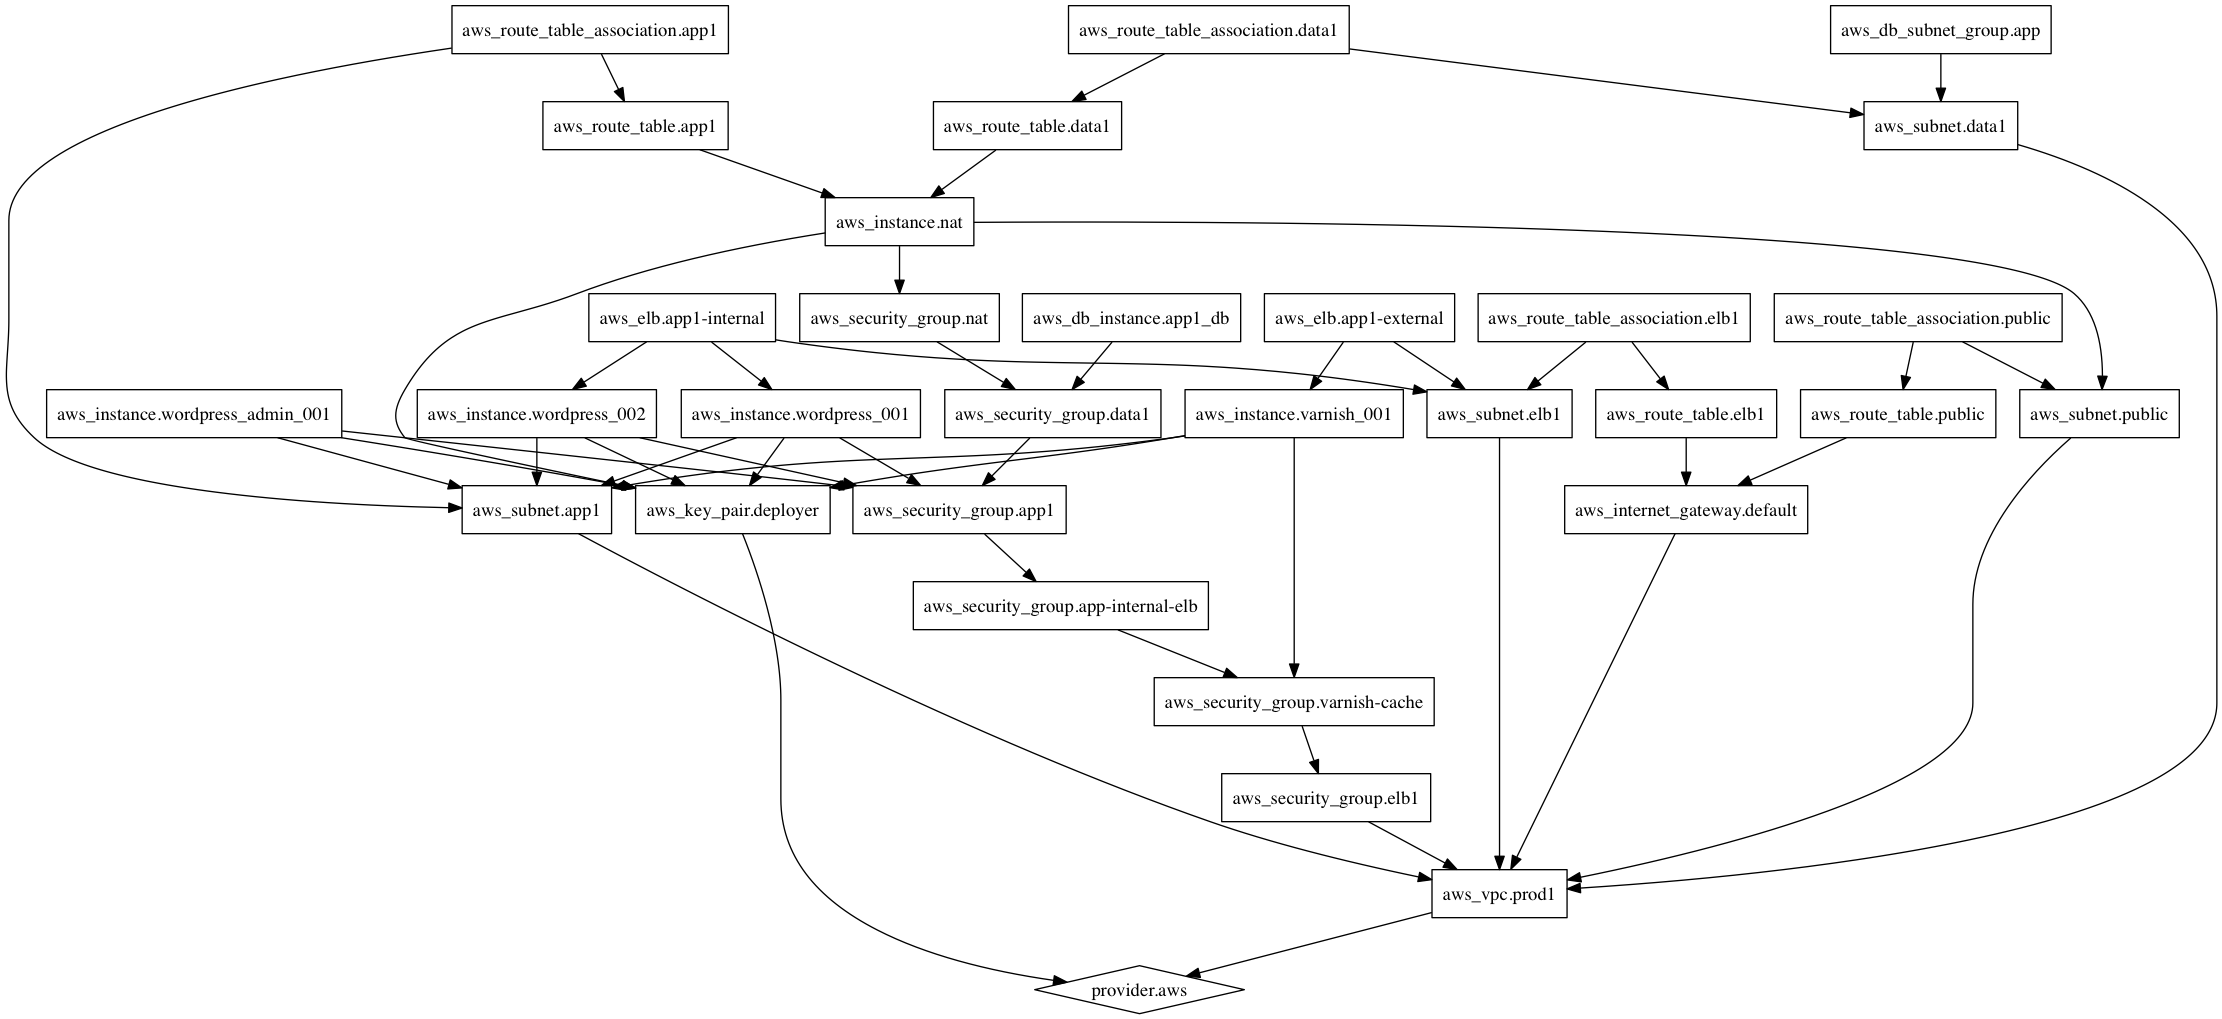 aws_route_table_association.app1
aws_route_table_association.data1
aws_db_subnet_group.app
aws_route_table.app1
aws_route_table.data1
aws_subnet.data1
aws_instance.nat
aws_elb.app1-internal
aws_security_group.nat
aws_db_instance.app1_db
aws_elb.app1-external
aws_route_table_association.elb1
aws_route_table_association.public
aws_instance.wordpress_admin_001
aws_instance.wordpress_002
aws_instance.wordpress_001
aws_security_group.data1
aws_instance.varnish_001
aws_subnet.elb1
aws_route_table.elb1
aws_route_table.public
aws_subnet.public
aws_subnet.app1
aws_key_pair.deployer
aws_security_group.app1
aws_internet_gateway.default
aws_security_group.app-internal-elb
aws_security_group.varnish-cache
aws_security_group.elb1
aws_vpc.prod1
provider.aws